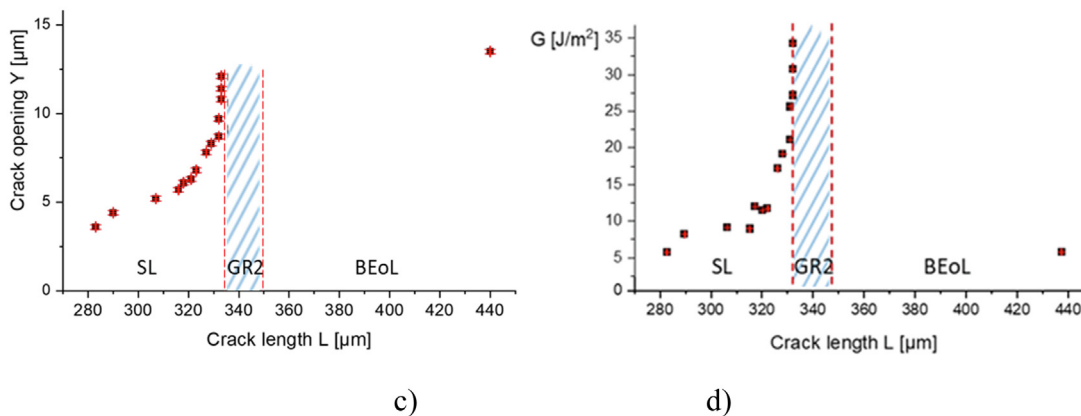 15
10
5
0
Crack opening Y [µm]
SL
GR2
BEoL
280 300 320 340 360 380 400 420 440
Crack length L [µm]
c)
G [J/m²]
35
30
25
20
15
10
5
0
SL
GR2
BEoL
280 300 320 340 360 380 400 420 440
Crack length L [µm]
d)